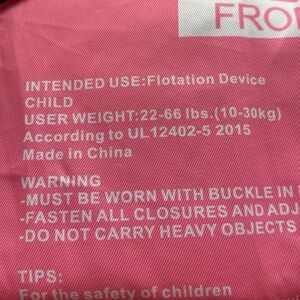 FRON
INTENDED USE:Flotation Device
CHILD
USER WEIGHT:22-66 lbs.(10-30kg)
According to UL12402-5 2015
Made in China
WARNING
-MUST BE WORN WITH BUCKLE IN
-FASTEN ALL CLOSURES AND ADJ
-DO NOT CARRY HEAVY OBJECTS
TIPS:
For the safety of children